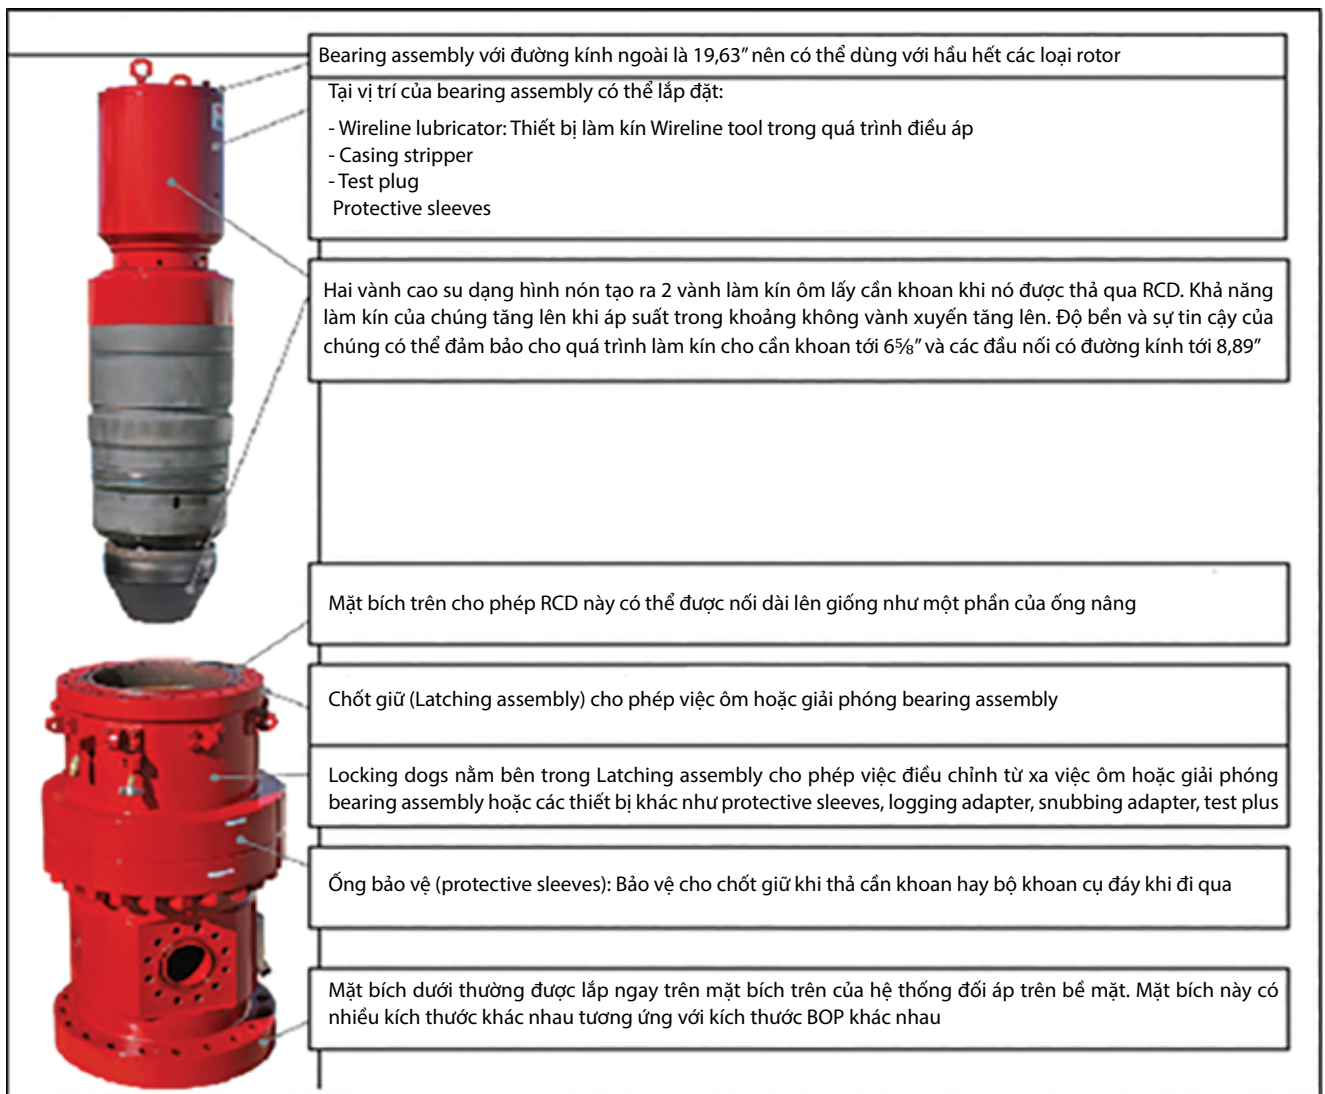 Bearing assembly với đường kính ngoài là 19,63” nên có thể dùng với hầu hết các loại rotor
Tại vị trí của bearing assembly có thể lắp đặt:
- Wireline lubricator: Thiết bị làm kín Wireline tool trong quá trình điều áp
- Casing stripper
- Test plug
Protective sleeves
Hai vành cao su dạng hình nón tạo ra 2 vành làm kín ôm lấy cần khoan khi nó được thả qua RCD. Khả năng
làm kín của chúng tăng lên khi áp suất trong khoảng không vành xuyến tăng lên. Độ bền và sự tin cậy của
chúng có thể đảm bảo cho quá trình làm kín cho cần khoan tới 6⅝” và các đầu nối có đường kính tới 8,89”
Mặt bích trên cho phép RCD này có thể được nối dài lên giống như một phần của ống nâng
Chốt giữ (Latching assembly) cho phép việc ôm hoặc giải phóng bearing assembly
Locking dogs nằm bên trong Latching assembly cho phép việc điều chỉnh từ xa việc ôm hoặc giải phóng
bearing assembly hoặc các thiết bị khác như protective sleeves, logging adapter, snubbing adapter, test plus
Ống bảo vệ (protective sleeves): Bảo vệ cho chốt giữ khi thả cần khoan hay bộ khoan cụ đáy khi đi qua
Mặt bích dưới thường được lắp ngay trên mặt bích trên của hệ thống đối áp trên bề mặt. Mặt bích này có
nhiều kích thước khác nhau tương ứng với kích thước BOP khác nhau